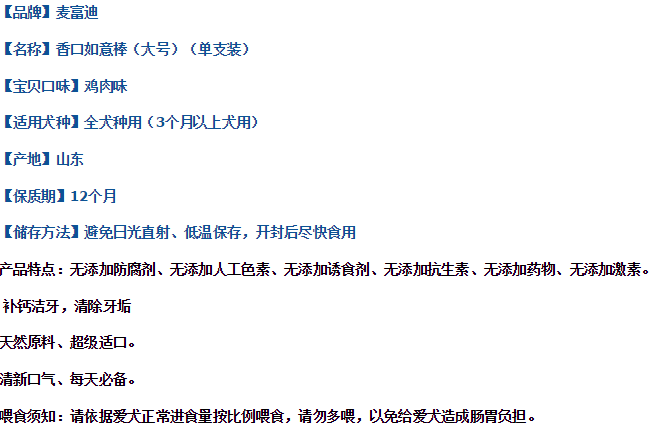 【品牌】麦富迪
【名称】香口如意棒（大号）（单支装）
【宝贝口味】鸡肉味
【适用犬种】全犬种用（3个月以上犬用）
【产地】山东
【保质期】12个月
【储存方法】避免日光直射、低温保存，开封后尽快食用
产品特点：无添加防腐剂、无添加人工色素、无添加诱食剂、无添加抗生素、无添加药物、无添加激素。
补钙洁牙，清除牙垢
天然原料、超级适口。
清新口气、每天必备。
喂食须知：请依据爱犬正常进食量按比例喂食，请勿多喂，以免给爱犬造成肠胃负担。